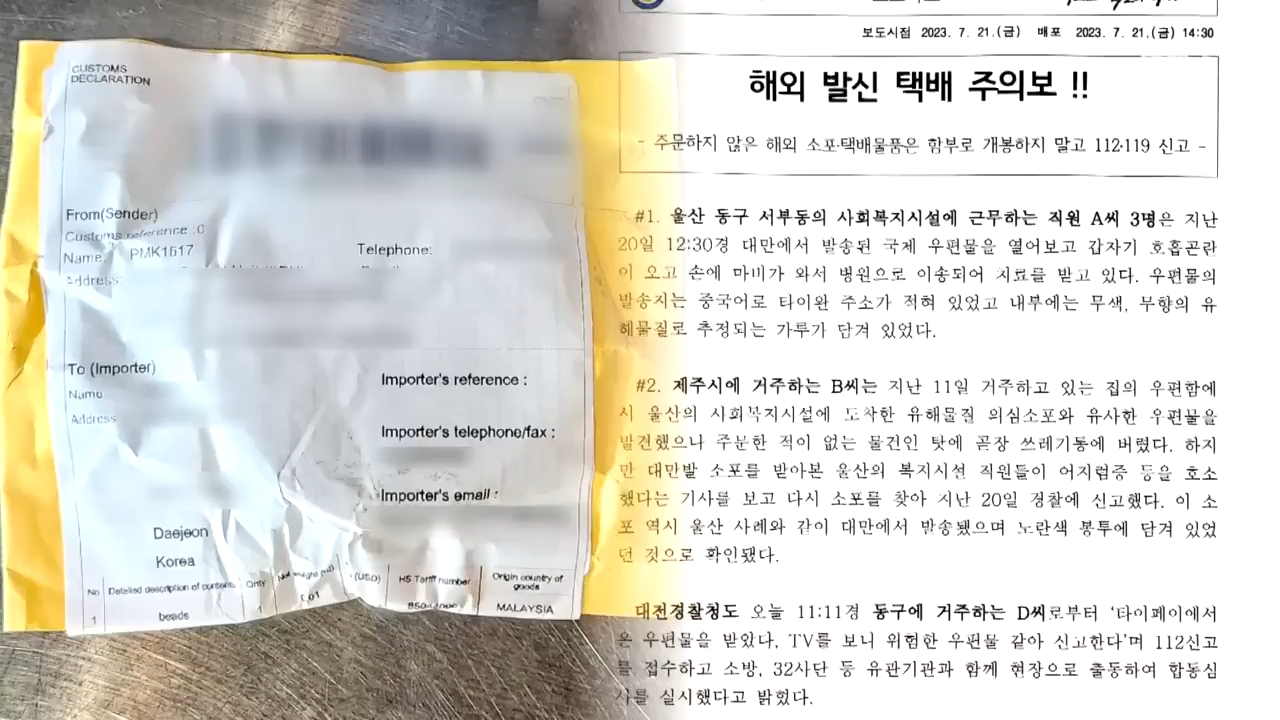 CUSTOMS
DECLARATION
From(Sender)
Customs reference :0
Name: PMK1617
Telephone:
Address:
To (Importer)
Name
Address
Importer's reference :
Importer's telephone/fax :
Importer's email :
Daejeon
Korea
No Detailed description of contents Qnty (USD) HS Tariff number Origin country of goods
1 beads 1 MALAYSIA
보도시점 2023. 7. 21.(금) 배포 2023. 7. 21.(금) 14:30
해외 발신 택배 주의보 !!
- 주문하지 않은 해외 소포·택배물품은 함부로 개봉하지 말고 112·119 신고 -
#1. 울산 동구 서부동의 사회복지시설에 근무하는 직원 A씨 3명은 지난
20일 12:30경 대만에서 발송된 국제 우편물을 열어보고 갑자기 호흡곤란
이 오고 손에 마비가 와서 병원으로 이송되어 치료를 받고 있다. 우편물의
발송지는 중국어로 타이완 주소가 적혀 있었고 내부에는 무색, 무향의 유
해물질로 추정되는 가루가 담겨 있었다.
#2. 제주시에 거주하는 B씨는 지난 11일 거주하고 있는 집의 우편함에
서 울산의 사회복지시설에 도착한 유해물질 의심소포와 유사한 우편물을
발견했으나 주문한 적이 없는 물건인 탓에 곧장 쓰레기통에 버렸다. 하지
만 대만발 소포를 받아본 울산의 복지시설 직원들이 어지럼증 등을 호소
했다는 기사를 보고 다시 소포를 찾아 지난 20일 경찰에 신고했다. 이 소
포 역시 울산 사례와 같이 대만에서 발송됐으며 노란색 봉투에 담겨 있었
던 것으로 확인됐다.
대전경찰청도 오늘 11:11경 동구에 거주하는 D씨로부터 '타이페이에서
온 우편물을 받았다, TV를 보니 위험한 우편물 같아 신고한다'며 112신고
를 접수하고 소방, 32사단 등 유관기관과 함께 현장으로 출동하여 합동심
사를 실시했다고 밝혔다.